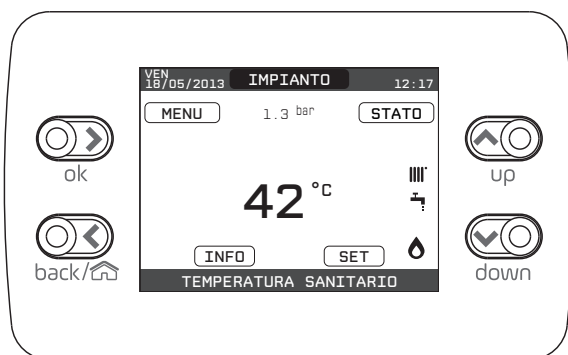 VEN
18/05/2013 IMPIANTO 12:17
MENU 1.3 bar STATO
ok up
42 °C
INFO SET
back/ down
TEMPERATURA SANITARIO